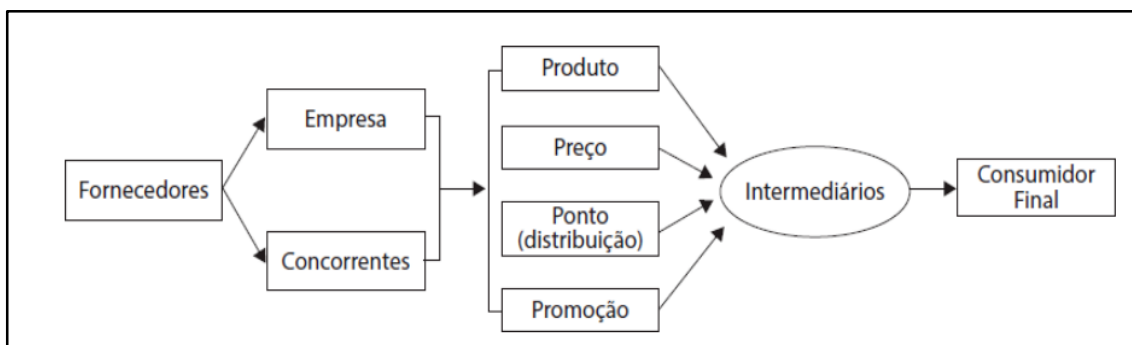 Fornecedores
Empresa
Concorrentes
Produto
Preço
Ponto
(distribuição)
Promoção
Intermediários
Consumidor
Final